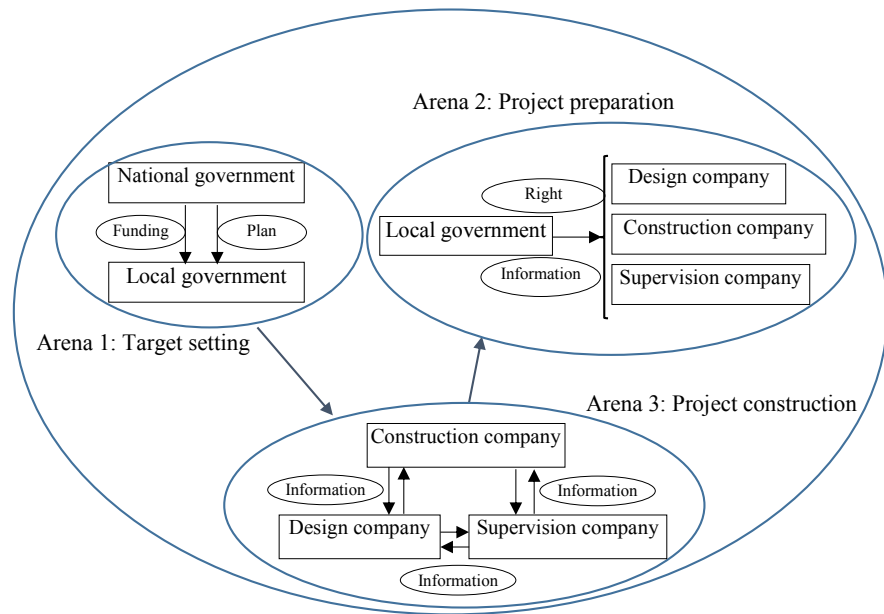 Arena 2: Project preparation
National government
Funding
Plan
Local government
Arena 1: Target setting
Right
Local government
Information
Design company
Construction company
Supervision company
Arena 3: Project construction
Construction company
Information
Information
Design company
Supervision company
Information